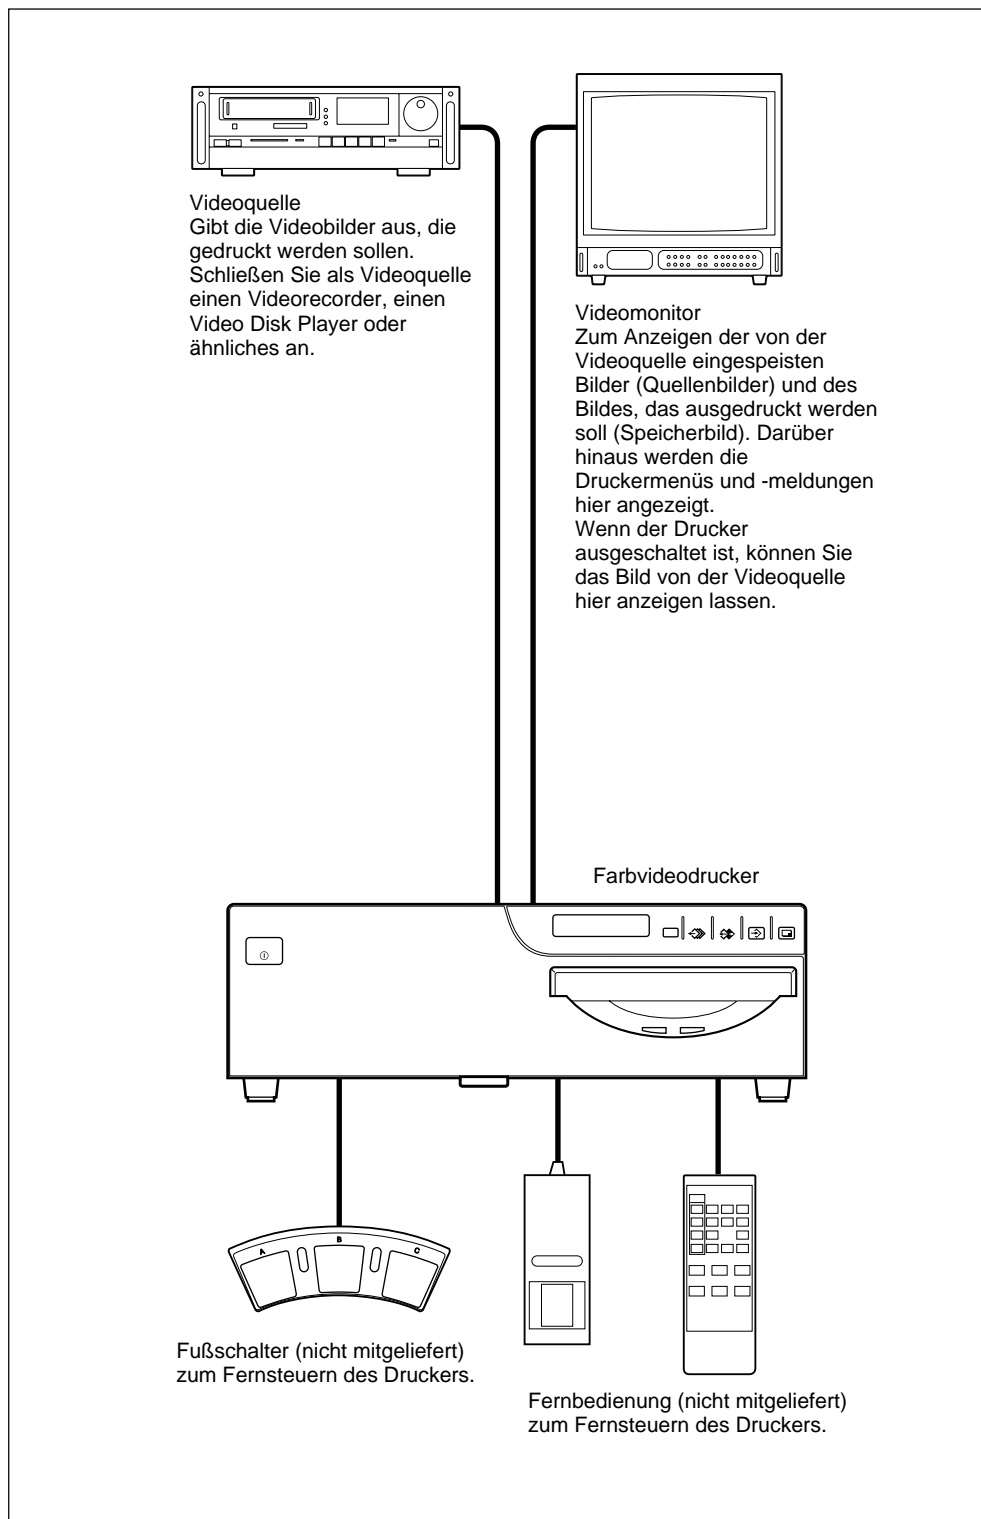 Videoquelle
Gibt die Videobilder aus, die
gedruckt werden sollen.
Schließen Sie als Videoquelle
einen Videorecorder, einen
Video Disk Player oder
ähnliches an.
Videomonitor
Zum Anzeigen der von der
Videoquelle eingespeisten
Bilder (Quellenbilder) und des
Bildes, das ausgedruckt werden
soll (Speicherbild). Darüber
hinaus werden die
Druckermenüs und -meldungen
hier angezeigt.
Wenn der Drucker
ausgeschaltet ist, können Sie
das Bild von der Videoquelle
hier anzeigen lassen.
Farbvideodrucker
A
B
C
Fußschalter (nicht mitgeliefert)
zum Fernsteuern des Druckers.
Fernbedienung (nicht mitgeliefert)
zum Fernsteuern des Druckers.